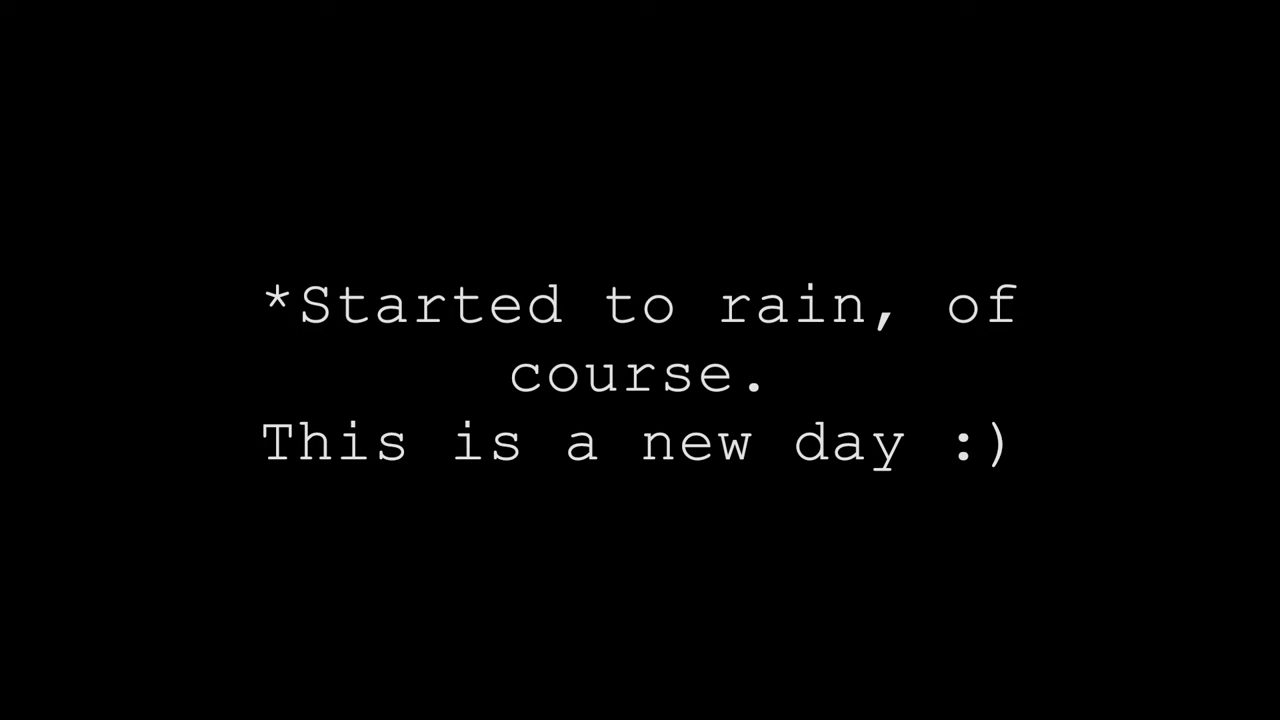 *Started to rain, of
course.
This is a new day :)